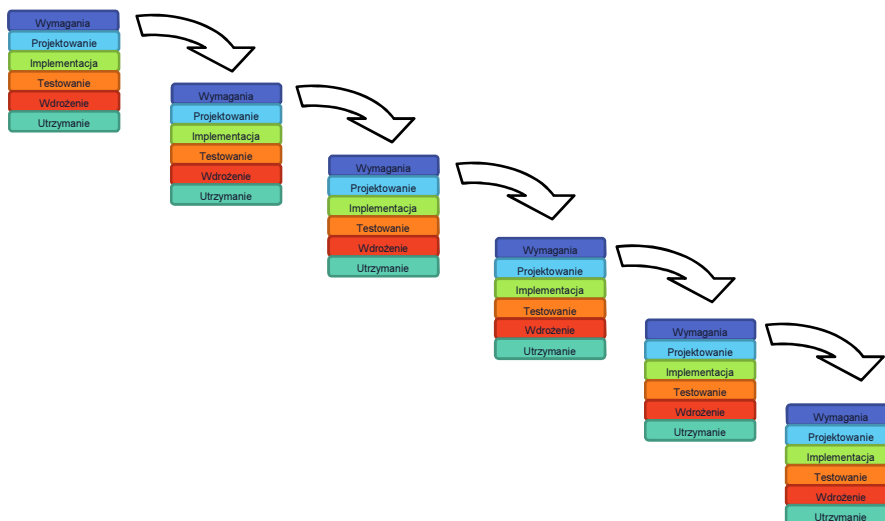 Wymagania
Projektowanie
Implementacja
Testowanie
Wdrożenie
Utrzymanie
Wymagania
Projektowanie
Implementacja
Testowanie
Wdrożenie
Utrzymanie
Wymagania
Projektowanie
Implementacja
Testowanie
Wdrożenie
Utrzymanie
Wymagania
Projektowanie
Implementacja
Testowanie
Wdrożenie
Utrzymanie
Wymagania
Projektowanie
Implementacja
Testowanie
Wdrożenie
Utrzymanie
Wymagania
Projektowanie
Implementacja
Testowanie
Wdrożenie
Utrzymanie